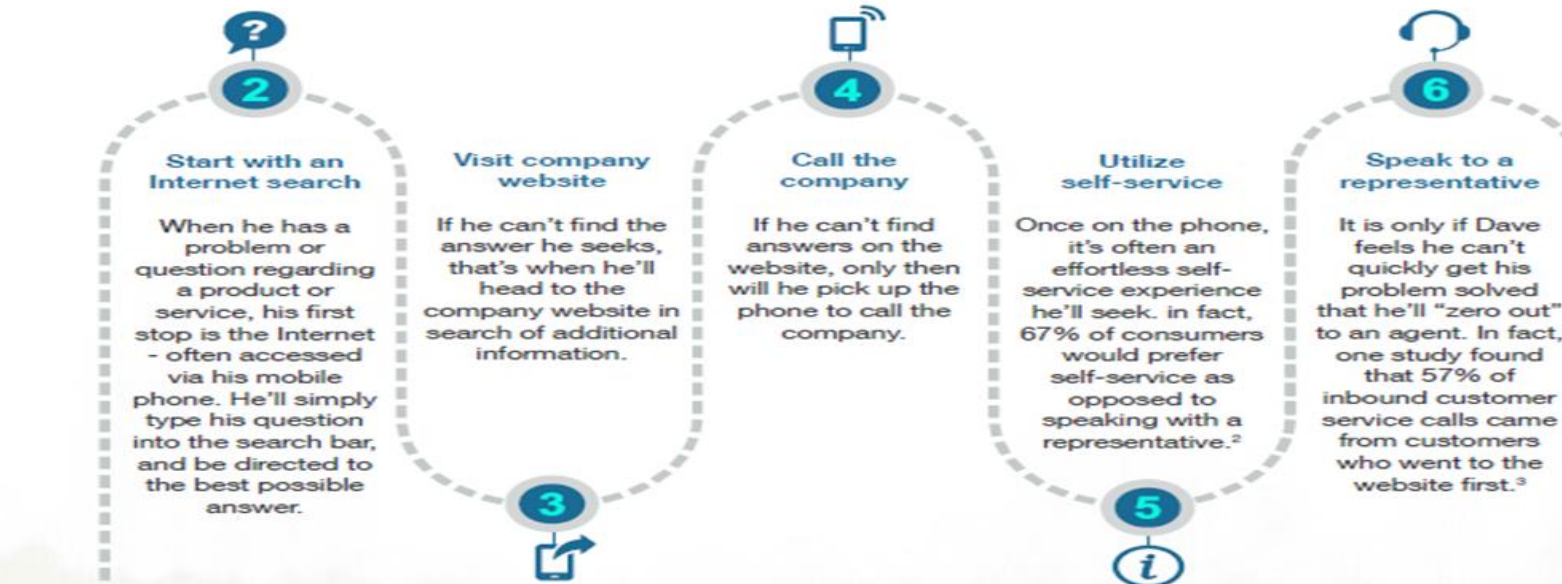 ?
2
Start with an
Internet search
When he has a
problem or
question regarding
a product or
service, his first
stop is the Internet
- often accessed
via his mobile
phone. He'll simply
type his question
into the search bar,
and be directed to
the best possible
answer.
Visit company
website
If he can't find the
answer he seeks,
that's when he'll
head to the
company website in
search of additional
information.
3
4
Call the
company
If he can't find
answers on the
website, only then
will he pick up the
phone to call the
company.
Utilize
self-service
Once on the phone,
it's often an
effortless self-
service experience
he'll seek. in fact,
67% of consumers
would prefer
self-service as
opposed to
speaking with a
representative.²
5
i
6
Speak to a
representative
It is only if Dave
feels he can't
quickly get his
problem solved
that he'll “zero out”
to an agent. In fact,
one study found
that 57% of
inbound customer
service calls came
from customers
who went to the
website first.³